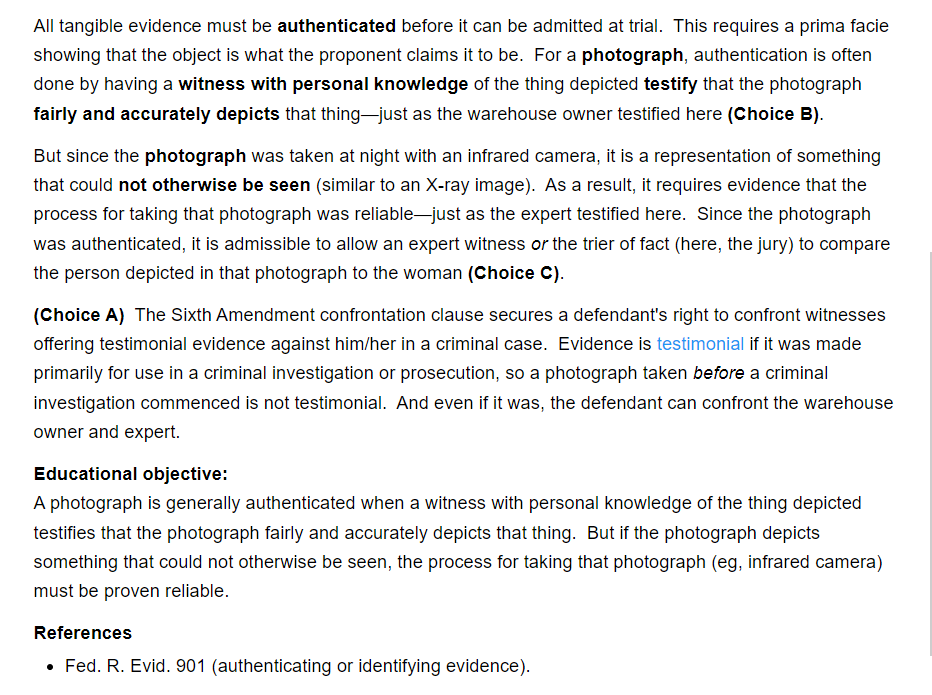 All tangible evidence must be authenticated before it can be admitted at trial.  This requires a prima facie
showing that the object is what the proponent claims it to be.  For a photograph, authentication is often
done by having a witness with personal knowledge of the thing depicted testify that the photograph
fairly and accurately depicts that thing—just as the warehouse owner testified here (Choice B).
But since the photograph was taken at night with an infrared camera, it is a representation of something
that could not otherwise be seen (similar to an X-ray image).  As a result, it requires evidence that the
process for taking that photograph was reliable—just as the expert testified here.  Since the photograph
was authenticated, it is admissible to allow an expert witness or the trier of fact (here, the jury) to compare
the person depicted in that photograph to the woman (Choice C).
(Choice A)  The Sixth Amendment confrontation clause secures a defendant's right to confront witnesses
offering testimonial evidence against him/her in a criminal case.  Evidence is testimonial if it was made
primarily for use in a criminal investigation or prosecution, so a photograph taken before a criminal
investigation commenced is not testimonial.  And even if it was, the defendant can confront the warehouse
owner and expert.
Educational objective:
A photograph is generally authenticated when a witness with personal knowledge of the thing depicted
testifies that the photograph fairly and accurately depicts that thing.  But if the photograph depicts
something that could not otherwise be seen, the process for taking that photograph (eg, infrared camera)
must be proven reliable.
References
• Fed. R. Evid. 901 (authenticating or identifying evidence).